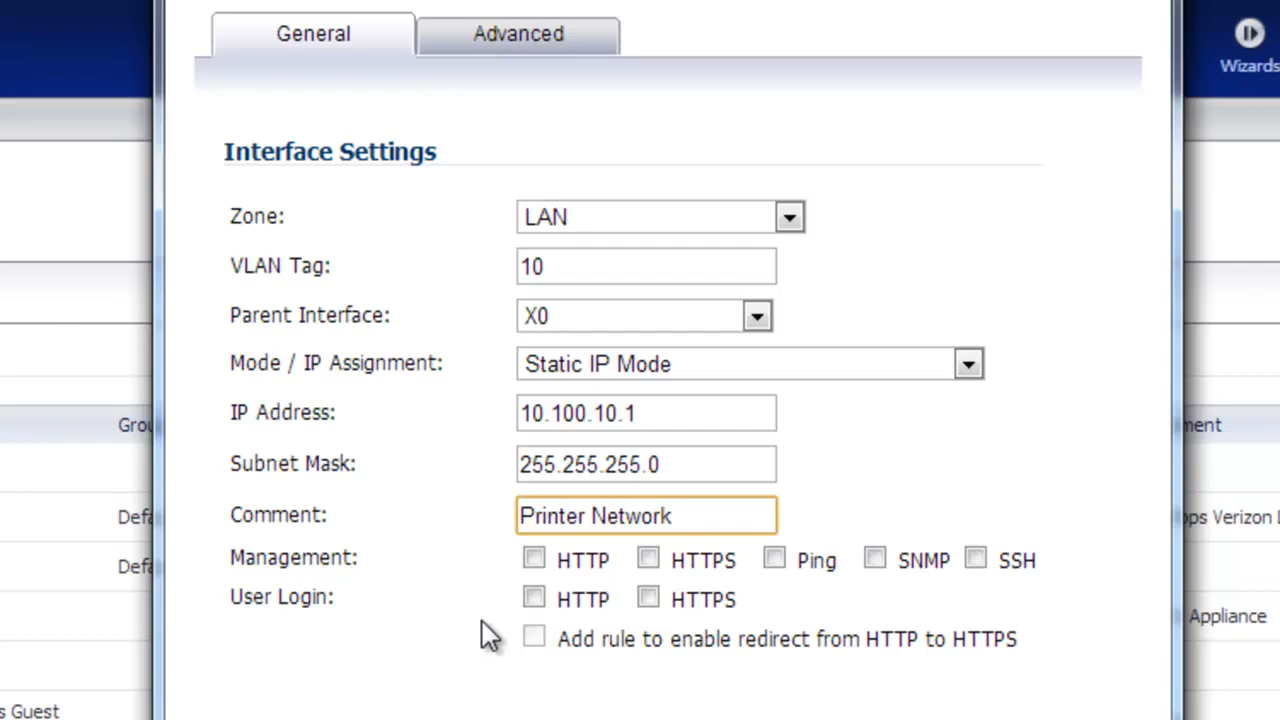 General
Advanced
Wizards
Interface Settings
Zone:
LAN
VLAN Tag:
10
Parent Interface:
X0
Mode / IP Assignment:
Static IP Mode
IP Address:
10.100.10.1
Subnet Mask:
255.255.255.0
Comment:
Printer Network
Management:
HTTP
HTTPS
Ping
SNMP
SSH
User Login:
HTTP
HTTPS
Add rule to enable redirect from HTTP to HTTPS
Verizon
Appliance
Guest